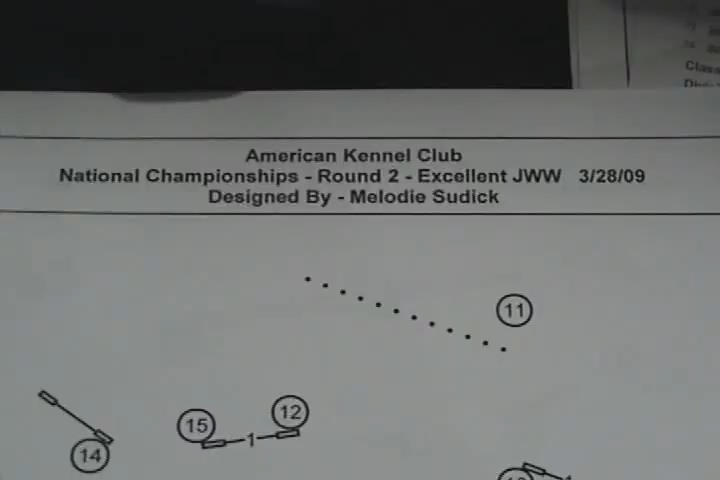 Class
American Kennel Club
National Championships - Round 2 - Excellent JWW 3/28/09
Designed By - Melodie Sudick
11
15
12
1
14